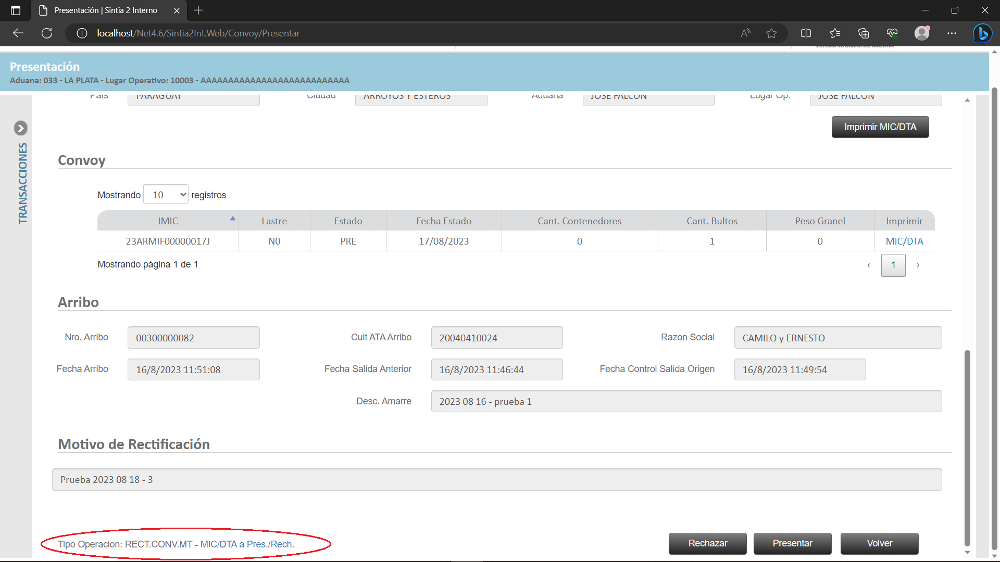 Presentación | Sintia 2 Interno
localhost/Net4.6/Sintia2Int.Web/Convoy/Presentar
Presentación
Aduana: 033 - LA PLATA - Lugar Operativo: 10003 - AAAAAAAAAAAAAAAAAAAAAAAAAAA
País PARAGUAY Ciudad ARROYOS Y ESTEROS Aduana JOSE FALCON Lugar Op. JOSE FALCON
Imprimir MIC/DTA
TRANSACCIONES
Convoy
Mostrando 10 registros
IMIC Lastre Estado Fecha Estado Cant. Contenedores Cant. Bultos Peso Granel Imprimir
23ARMIF00000017J N0 PRE 17/08/2023 0 1 0 MIC/DTA
Mostrando página 1 de 1 ‹ 1 ›
Arribo
Nro. Arribo 00300000082 Cuit ATA Arribo 20040410024 Razon Social CAMILO y ERNESTO
Fecha Arribo 16/8/2023 11:51:08 Fecha Salida Anterior 16/8/2023 11:46:44 Fecha Control Salida Origen 16/8/2023 11:49:54
Desc. Amarre 2023 08 16 - prueba 1
Motivo de Rectificación
Prueba 2023 08 18 - 3
Tipo Operacion: RECT.CONV.MT - MIC/DTA a Pres./Rech. Rechazar Presentar Volver